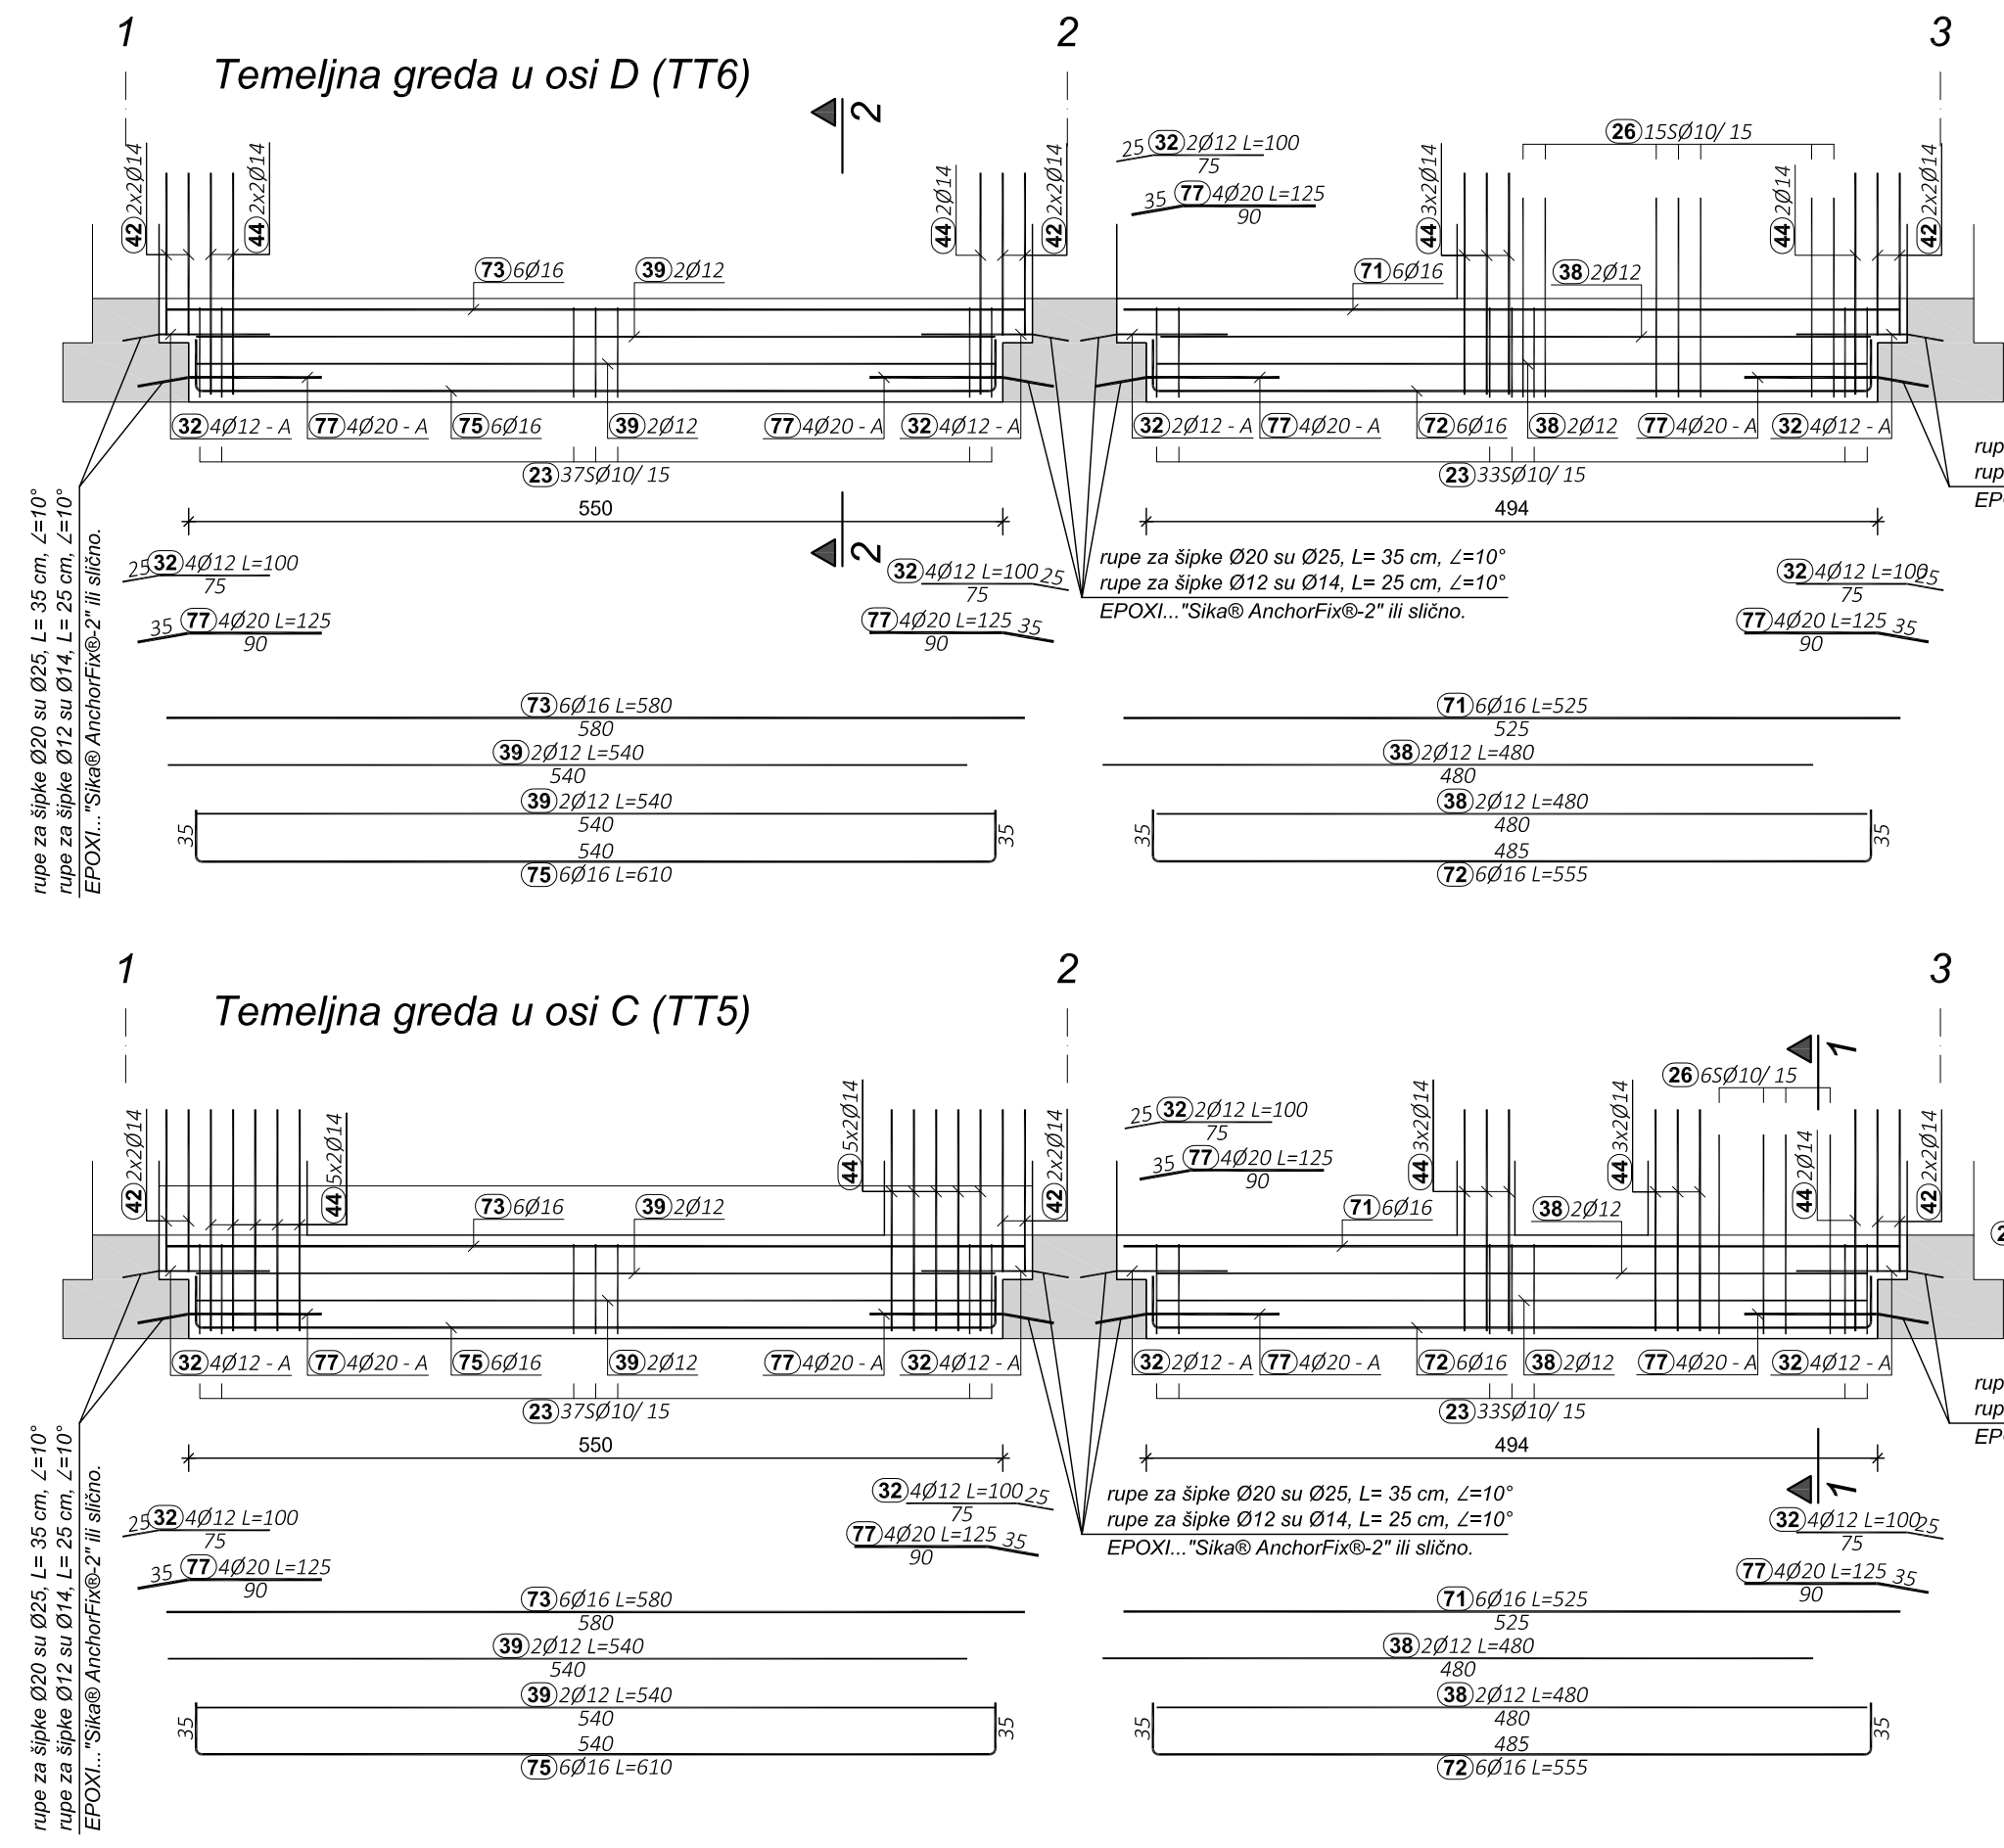 1
2
3
Temeljna greda u osi D (TT6)
2
42 2x2Ø14
44 2x2Ø14
44 2Ø14
42 2x2Ø14
25 32 2Ø12 L=100
75
35 77 4Ø20 L=125
90
44 3x2Ø14
26 15SØ10/ 15
44 2Ø14
42 2x2Ø14
73 6Ø16
39 2Ø12
71 6Ø16
38 2Ø12
32 4Ø12 - A
77 4Ø20 - A
75 6Ø16
39 2Ø12
77 4Ø20 - A
32 4Ø12 - A
32 2Ø12 - A
77 4Ø20 - A
72 6Ø16
38 2Ø12
77 4Ø20 - A
32 4Ø12 - A
23 37SØ10/ 15
23 33SØ10/ 15
rup
rup
EPO
550
494
2
rupe za šipke Ø20 su Ø25, L= 35 cm, ∠=10°
rupe za šipke Ø12 su Ø14, L= 25 cm, ∠=10°
EPOXI..."Sika® AnchorFix®-2" ili slično.
25 32 4Ø12 L=100
75
35 77 4Ø20 L=125
90
32 4Ø12 L=100 25
75
77 4Ø20 L=125 35
90
rupe za šipke Ø20 su Ø25, L= 35 cm, ∠=10°
rupe za šipke Ø12 su Ø14, L= 25 cm, ∠=10°
EPOXI..."Sika® AnchorFix®-2" ili slično.
32 4Ø12 L=100 25
75
77 4Ø20 L=125 35
90
73 6Ø16 L=580
580
39 2Ø12 L=540
540
39 2Ø12 L=540
540
35
35
540
75 6Ø16 L=610
71 6Ø16 L=525
525
38 2Ø12 L=480
480
38 2Ø12 L=480
480
35
35
485
72 6Ø16 L=555
1
2
3
Temeljna greda u osi C (TT5)
1
42 2x2Ø14
44 5x2Ø14
44 5x2Ø14
42 2x2Ø14
25 32 2Ø12 L=100
75
35 77 4Ø20 L=125
90
44 3x2Ø14
44 3x2Ø14
26 6SØ10/ 15
44 2Ø14
42 2x2Ø14
73 6Ø16
39 2Ø12
71 6Ø16
38 2Ø12
32 4Ø12 - A
77 4Ø20 - A
75 6Ø16
39 2Ø12
77 4Ø20 - A
32 4Ø12 - A
32 2Ø12 - A
77 4Ø20 - A
72 6Ø16
38 2Ø12
77 4Ø20 - A
32 4Ø12 - A
23 37SØ10/ 15
23 33SØ10/ 15
rup
rup
EPO
550
494
1
rupe za šipke Ø20 su Ø25, L= 35 cm, ∠=10°
rupe za šipke Ø12 su Ø14, L= 25 cm, ∠=10°
EPOXI..."Sika® AnchorFix®-2" ili slično.
25 32 4Ø12 L=100
75
35 77 4Ø20 L=125
90
32 4Ø12 L=100 25
75
77 4Ø20 L=125 35
90
rupe za šipke Ø20 su Ø25, L= 35 cm, ∠=10°
rupe za šipke Ø12 su Ø14, L= 25 cm, ∠=10°
EPOXI..."Sika® AnchorFix®-2" ili slično.
32 4Ø12 L=100 25
75
77 4Ø20 L=125 35
90
73 6Ø16 L=580
580
39 2Ø12 L=540
540
39 2Ø12 L=540
540
35
35
540
75 6Ø16 L=610
71 6Ø16 L=525
525
38 2Ø12 L=480
480
38 2Ø12 L=480
480
35
35
485
72 6Ø16 L=555